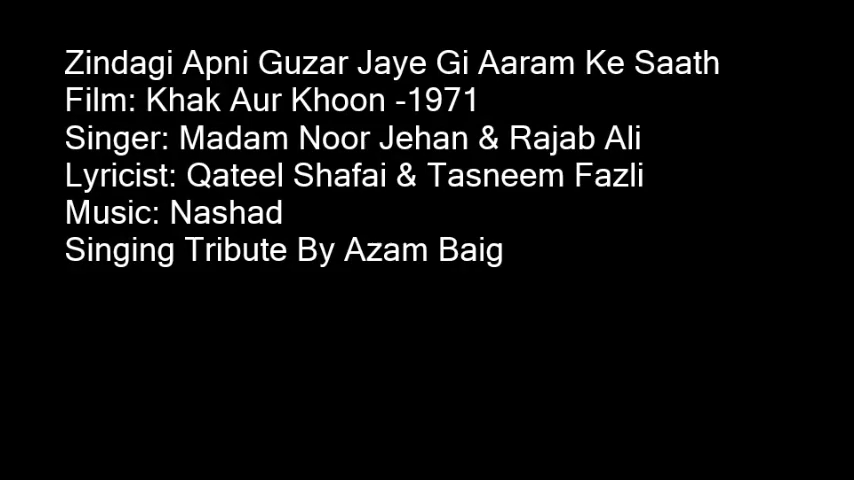 Zindagi Apni Guzar Jaye Gi Aaram Ke Saath
Film: Khak Aur Khoon -1971
Singer: Madam Noor Jehan & Rajab Ali
Lyricist: Qateel Shafai & Tasneem Fazli
Music: Nashad
Singing Tribute By Azam Baig